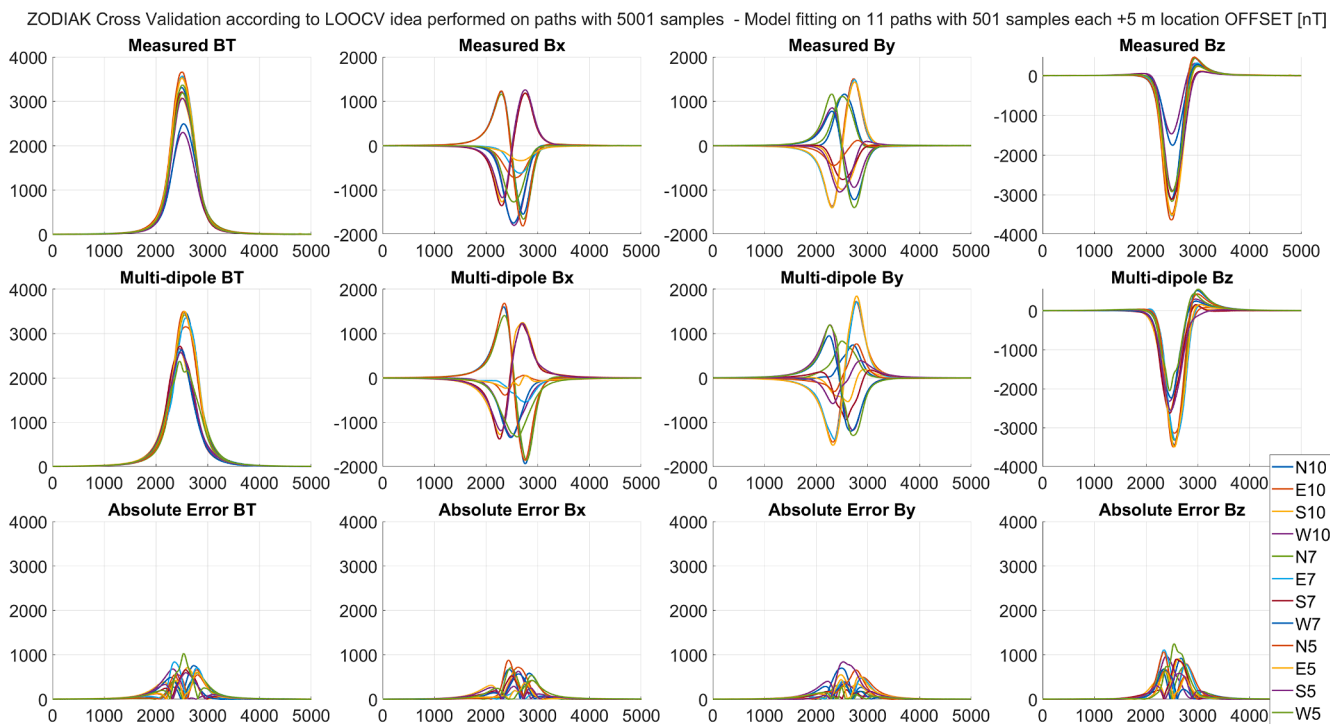 ZODIAK Cross Validation according to LOOCV idea performed on paths with 5001 samples - Model fitting on 11 paths with 501 samples each +5 m location OFFSET [nT]
Measured BT
Measured Bx
Measured By
Measured Bz
4000
3000
2000
1000
0
0 1000 2000 3000 4000 5000
2000
1000
0
-1000
-2000
0 1000 2000 3000 4000 5000
2000
1000
0
-1000
-2000
0 1000 2000 3000 4000 5000
0
-1000
-2000
-3000
-4000
0 1000 2000 3000 4000 5000
Multi-dipole BT
Multi-dipole Bx
Multi-dipole By
Multi-dipole Bz
4000
3000
2000
1000
0
0 1000 2000 3000 4000 5000
2000
1000
0
-1000
-2000
0 1000 2000 3000 4000 5000
2000
1000
0
-1000
-2000
0 1000 2000 3000 4000 5000
0
-1000
-2000
-3000
-4000
0 1000 2000 3000 4000 5000
Absolute Error BT
Absolute Error Bx
Absolute Error By
Absolute Error Bz
4000
3000
2000
1000
0
0 1000 2000 3000 4000 5000
4000
3000
2000
1000
0
0 1000 2000 3000 4000 5000
4000
3000
2000
1000
0
0 1000 2000 3000 4000 5000
4000
3000
2000
1000
0
0 1000 2000 3000 4000 5000
N10
E10
S10
W10
N7
E7
S7
W7
N5
E5
S5
W5